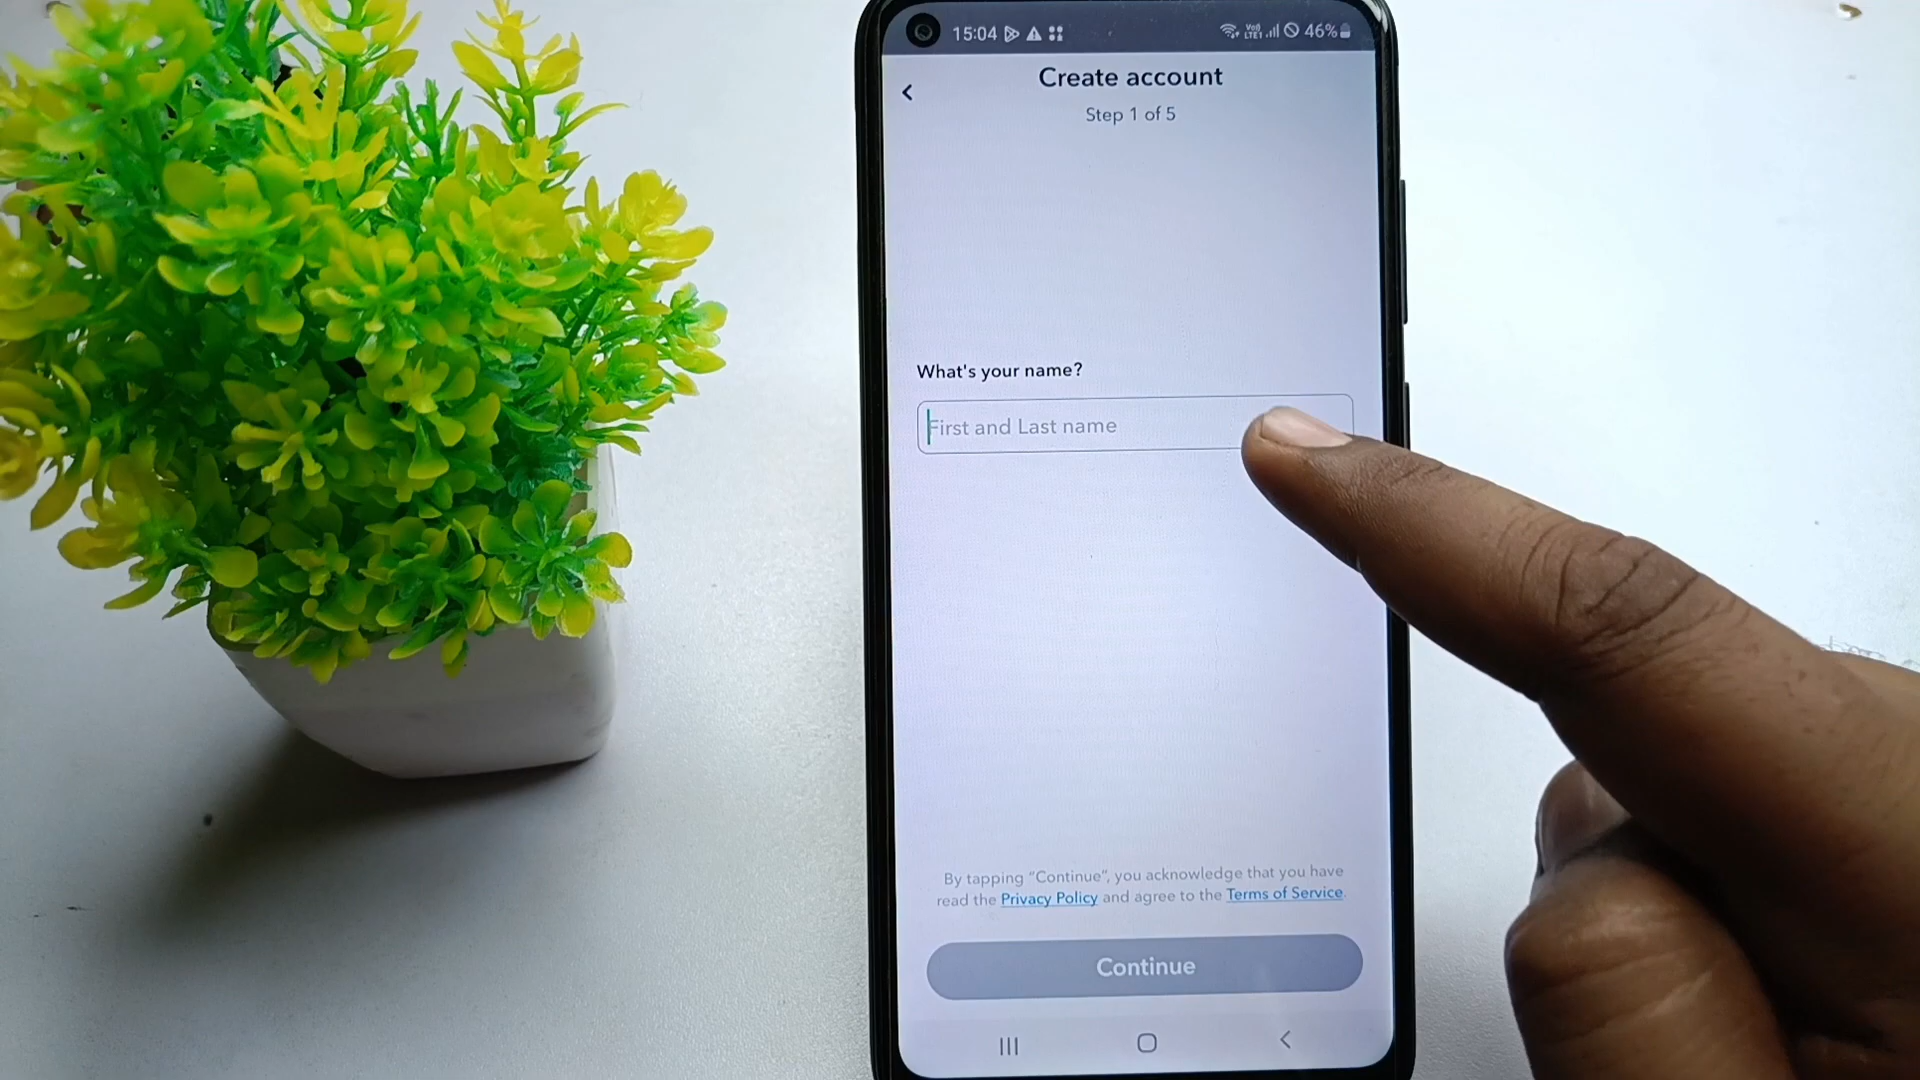 15:04 46%
Create account
Step 1 of 5
What's your name?
First and Last name
By tapping “Continue”, you acknowledge that you have
read the Privacy Policy and agree to the Terms of Service.
Continue